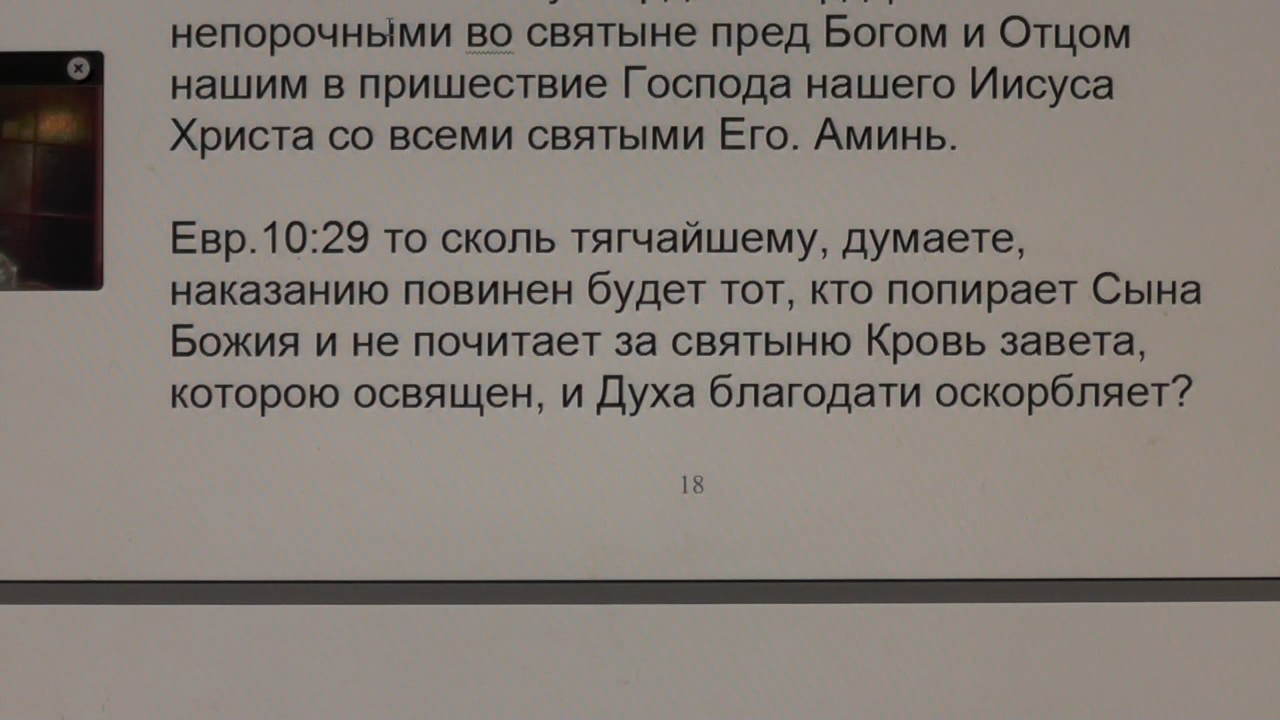 непорочными во святыне пред Богом и Отцом
нашим в пришествие Господа нашего Иисуса
Христа со всеми святыми Его. Аминь.
Евр.10:29 то сколь тягчайшему, думаете,
наказанию повинен будет тот, кто попирает Сына
Божия и не почитает за святыню Кровь завета,
которою освящен, и Духа благодати оскорбляет?
18